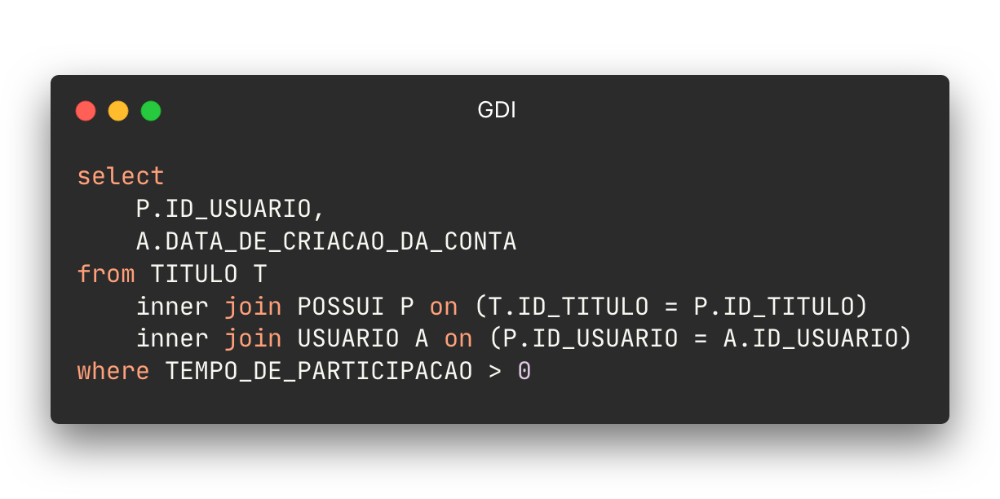 GDI
select
    P.ID_USUARIO,
    A.DATA_DE_CRIACAO_DA_CONTA
from TITULO T
    inner join POSSUI P on (T.ID_TITULO = P.ID_TITULO)
    inner join USUARIO A on (P.ID_USUARIO = A.ID_USUARIO)
where TEMPO_DE_PARTICIPACAO > 0